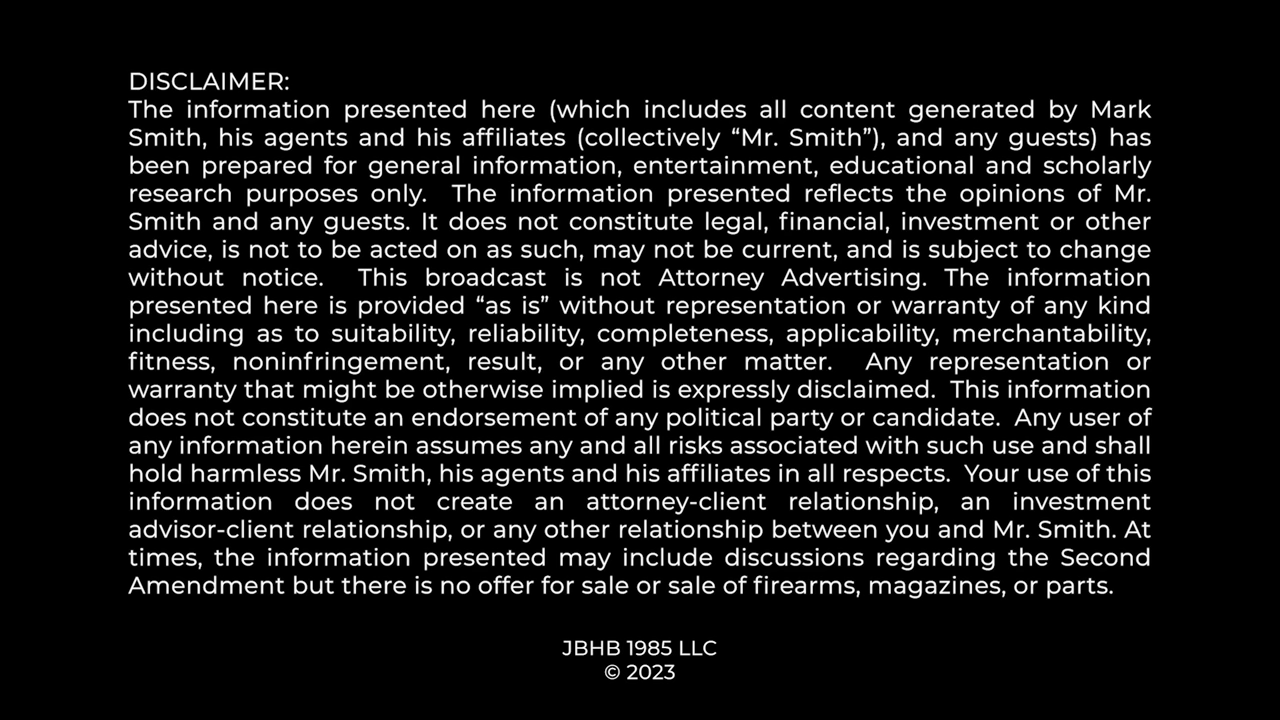 DISCLAIMER:
The information presented here (which includes all content generated by Mark
Smith, his agents and his affiliates (collectively “Mr. Smith”), and any guests) has
been prepared for general information, entertainment, educational and scholarly
research purposes only.  The information presented reflects the opinions of Mr.
Smith and any guests. It does not constitute legal, financial, investment or other
advice, is not to be acted on as such, may not be current, and is subject to change
without notice.  This broadcast is not Attorney Advertising. The information
presented here is provided “as is” without representation or warranty of any kind
including as to suitability, reliability, completeness, applicability, merchantability,
fitness, noninfringement, result, or any other matter.  Any representation or
warranty that might be otherwise implied is expressly disclaimed.  This information
does not constitute an endorsement of any political party or candidate.  Any user of
any information herein assumes any and all risks associated with such use and shall
hold harmless Mr. Smith, his agents and his affiliates in all respects.  Your use of this
information does not create an attorney-client relationship, an investment
advisor-client relationship, or any other relationship between you and Mr. Smith. At
times, the information presented may include discussions regarding the Second
Amendment but there is no offer for sale or sale of firearms, magazines, or parts.
JBHB 1985 LLC
© 2023